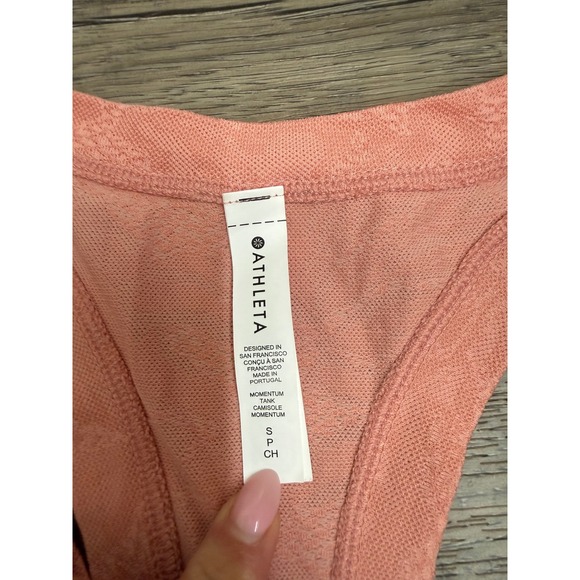 ATHLETA
DESIGNED IN
SAN FRANCISCO
CONÇU À SAN
FRANCISCO
MADE IN
PORTUGAL
MOMENTUM
TANK
CAMISOLE
MOMENTUM
S
P
CH